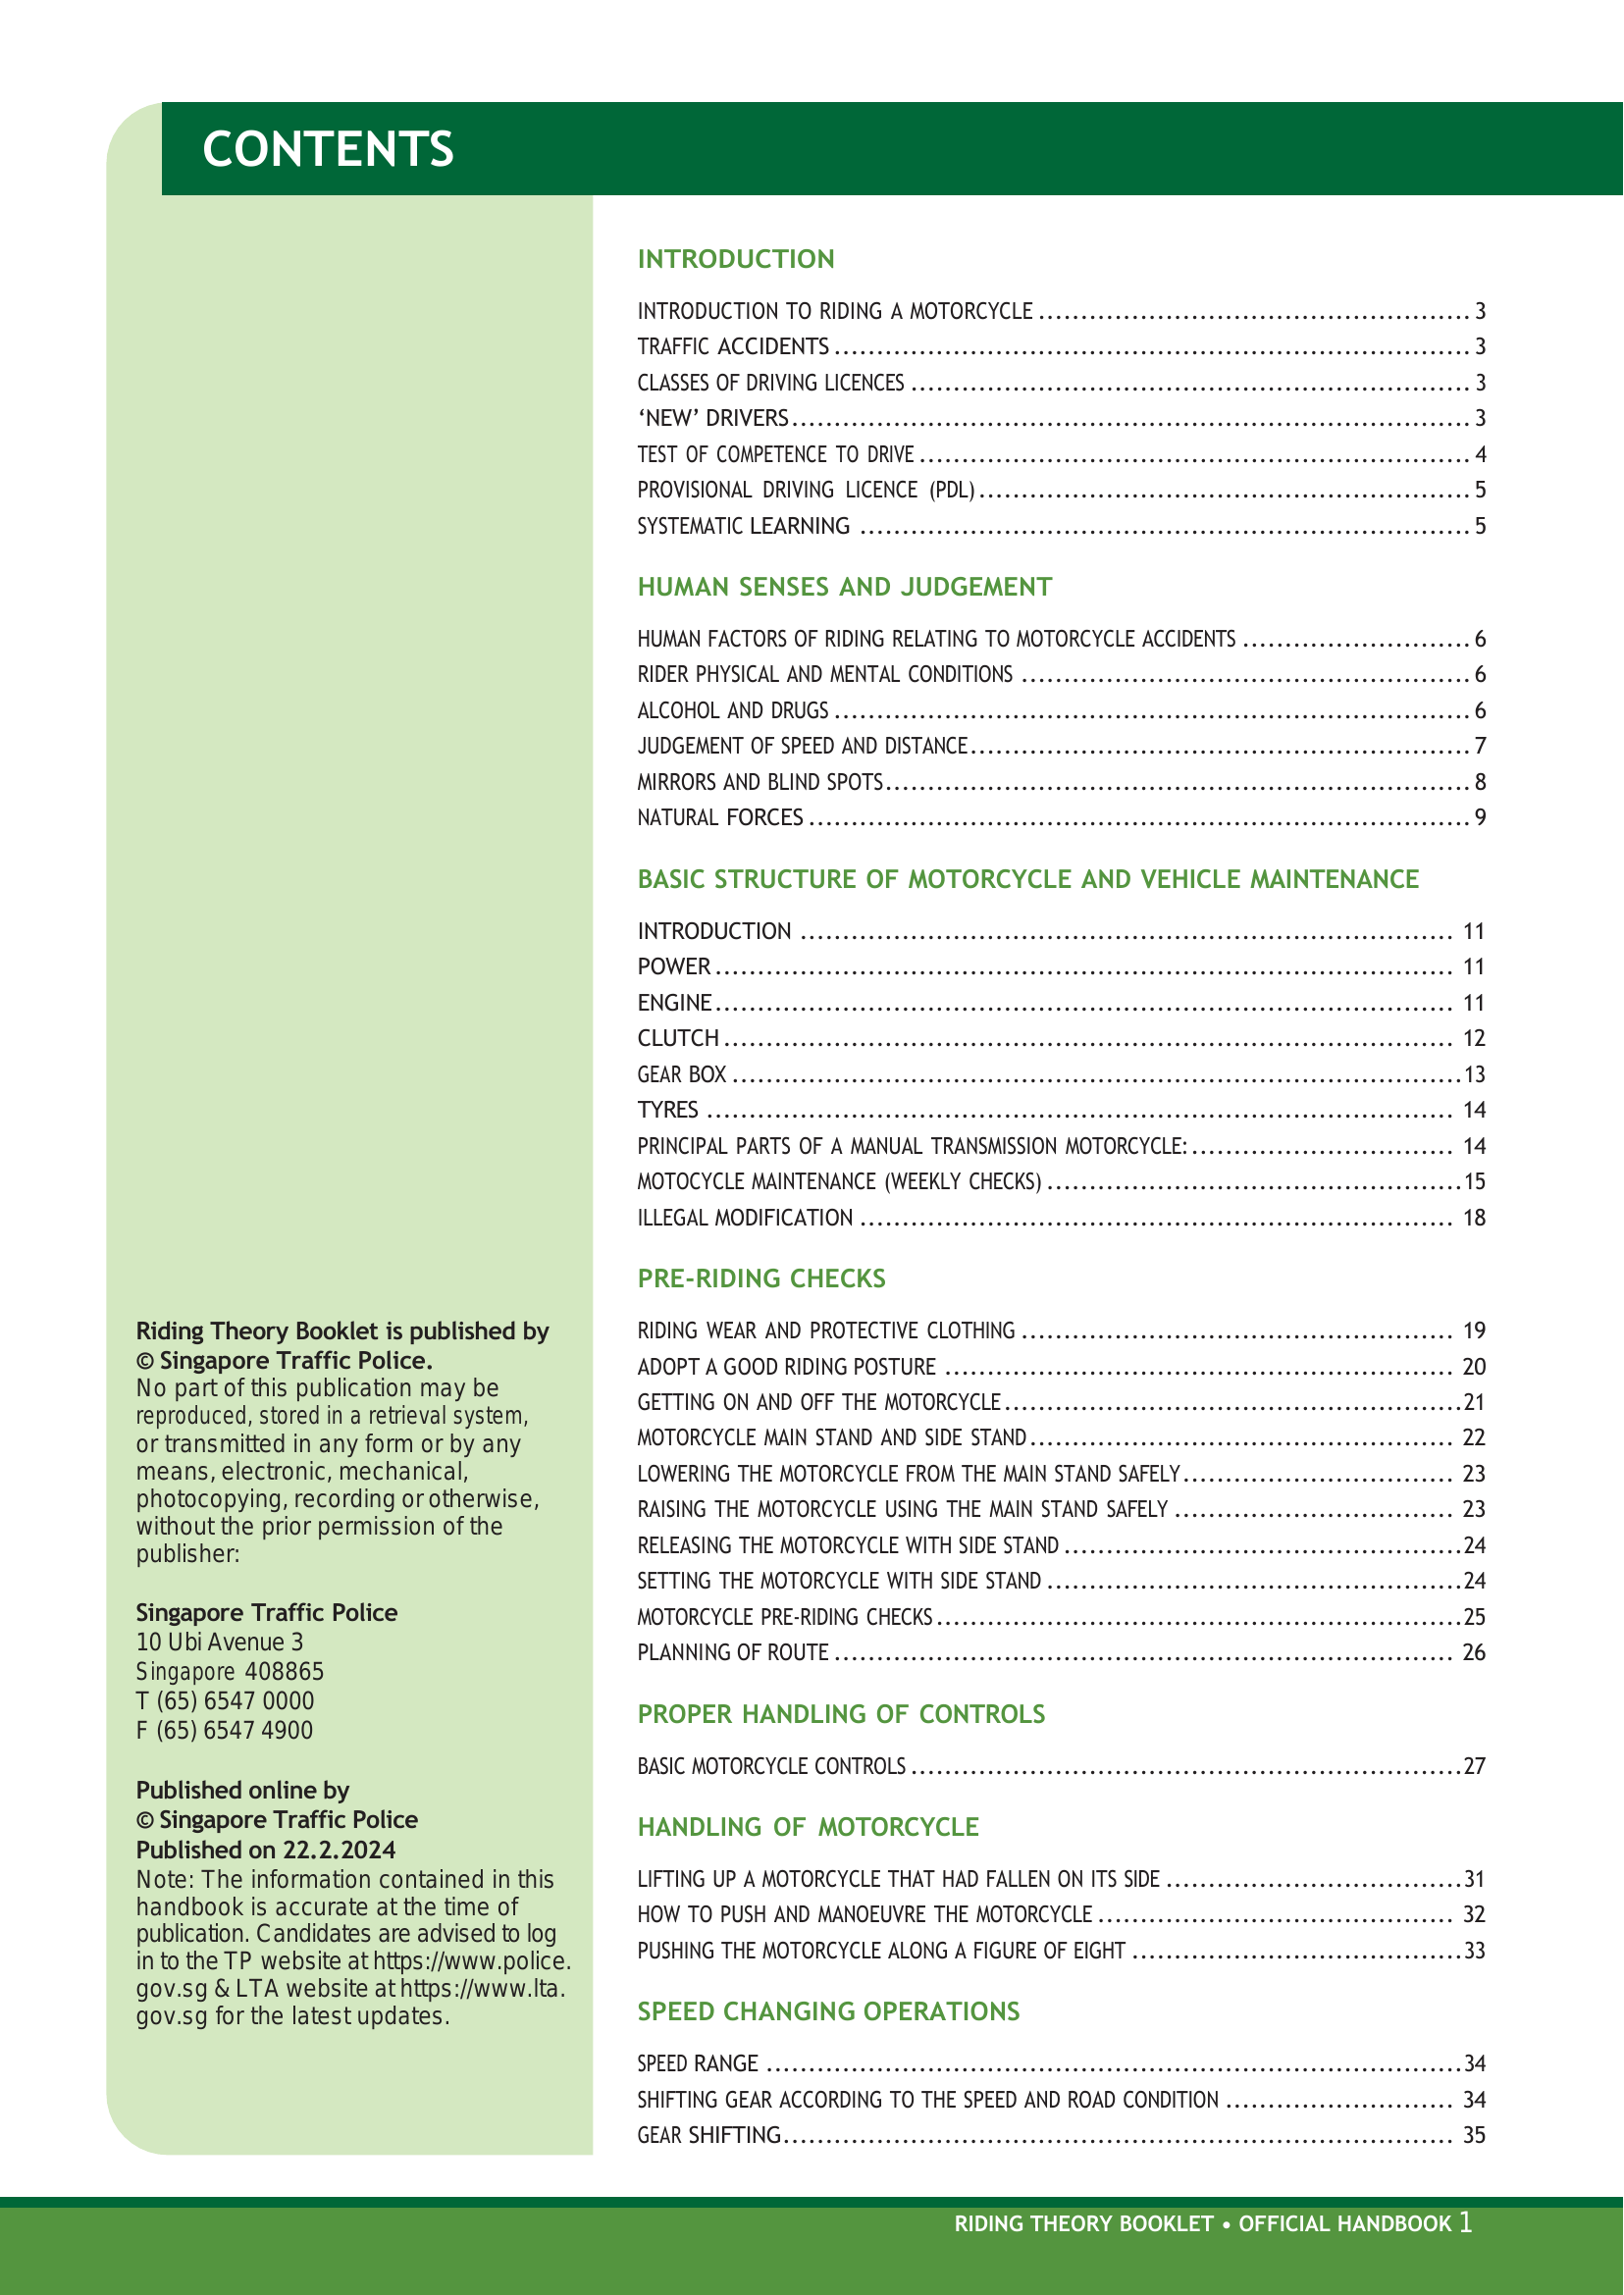 CONTENTS
INTRODUCTION
INTRODUCTION TO RIDING A MOTORCYCLE ........ 3
TRAFFIC ACCIDENTS ........ 3
CLASSES OF DRIVING LICENCES ........ 3
‘NEW’ DRIVERS ........ 3
TEST OF COMPETENCE TO DRIVE ........ 4
PROVISIONAL DRIVING LICENCE (PDL) ........ 5
SYSTEMATIC LEARNING ........ 5
HUMAN SENSES AND JUDGEMENT
HUMAN FACTORS OF RIDING RELATING TO MOTORCYCLE ACCIDENTS ........ 6
RIDER PHYSICAL AND MENTAL CONDITIONS ........ 6
ALCOHOL AND DRUGS ........ 6
JUDGEMENT OF SPEED AND DISTANCE ........ 7
MIRRORS AND BLIND SPOTS ........ 8
NATURAL FORCES ........ 9
BASIC STRUCTURE OF MOTORCYCLE AND VEHICLE MAINTENANCE
INTRODUCTION ........ 11
POWER ........ 11
ENGINE ........ 11
CLUTCH ........ 12
GEAR BOX ........ 13
TYRES ........ 14
PRINCIPAL PARTS OF A MANUAL TRANSMISSION MOTORCYCLE: ........ 14
MOTOCYCLE MAINTENANCE (WEEKLY CHECKS) ........ 15
ILLEGAL MODIFICATION ........ 18
PRE-RIDING CHECKS
RIDING WEAR AND PROTECTIVE CLOTHING ........ 19
ADOPT A GOOD RIDING POSTURE ........ 20
GETTING ON AND OFF THE MOTORCYCLE ........ 21
MOTORCYCLE MAIN STAND AND SIDE STAND ........ 22
LOWERING THE MOTORCYCLE FROM THE MAIN STAND SAFELY ........ 23
RAISING THE MOTORCYCLE USING THE MAIN STAND SAFELY ........ 23
RELEASING THE MOTORCYCLE WITH SIDE STAND ........ 24
SETTING THE MOTORCYCLE WITH SIDE STAND ........ 24
MOTORCYCLE PRE-RIDING CHECKS ........ 25
PLANNING OF ROUTE ........ 26
PROPER HANDLING OF CONTROLS
BASIC MOTORCYCLE CONTROLS ........ 27
HANDLING OF MOTORCYCLE
LIFTING UP A MOTORCYCLE THAT HAD FALLEN ON ITS SIDE ........ 31
HOW TO PUSH AND MANOEUVRE THE MOTORCYCLE ........ 32
PUSHING THE MOTORCYCLE ALONG A FIGURE OF EIGHT ........ 33
SPEED CHANGING OPERATIONS
SPEED RANGE ........ 34
SHIFTING GEAR ACCORDING TO THE SPEED AND ROAD CONDITION ........ 34
GEAR SHIFTING ........ 35
Riding Theory Booklet is published by
© Singapore Traffic Police.
No part of this publication may be
reproduced, stored in a retrieval system,
or transmitted in any form or by any
means, electronic, mechanical,
photocopying, recording or otherwise,
without the prior permission of the
publisher:
Singapore Traffic Police
10 Ubi Avenue 3
Singapore 408865
T (65) 6547 0000
F (65) 6547 4900
Published online by
© Singapore Traffic Police
Published on 22.2.2024
Note: The information contained in this
handbook is accurate at the time of
publication. Candidates are advised to log
in to the TP website at https://www.police.
gov.sg & LTA website at https://www.lta.
gov.sg for the latest updates.
RIDING THEORY BOOKLET • OFFICIAL HANDBOOK 1